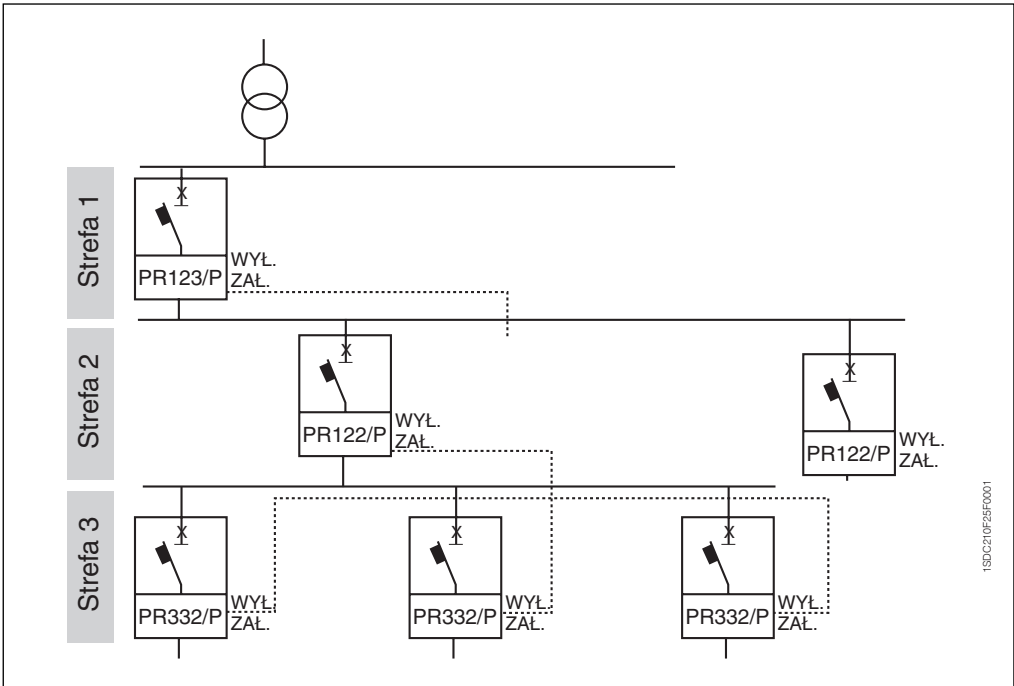 Strefa 1
PR123/P
WYŁ.
ZAŁ.
Strefa 2
PR122/P
WYŁ.
ZAŁ.
PR122/P
WYŁ.
ZAŁ.
Strefa 3
PR332/P
WYŁ.
ZAŁ.
PR332/P
WYŁ.
ZAŁ.
PR332/P
WYŁ.
ZAŁ.
1SDC210F25F0001